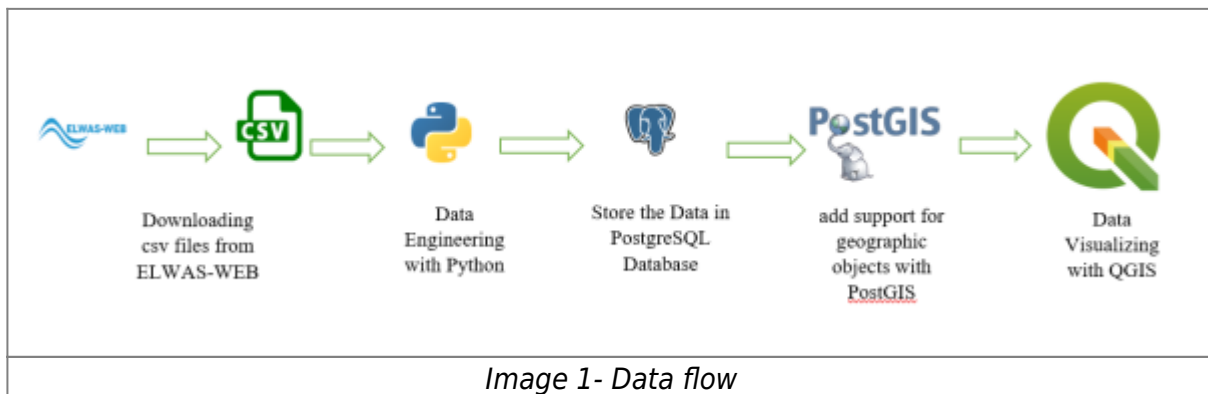 ELWAS-WEB
CSV
PostGIS
Downloading
csv files from
ELWAS-WEB
Data
Engineering
with Python
Store the Data in
PostgreSQL
Database
add support for
geographic
objects with
PostGIS
Data
Visualizing
with QGIS
Image 1- Data flow